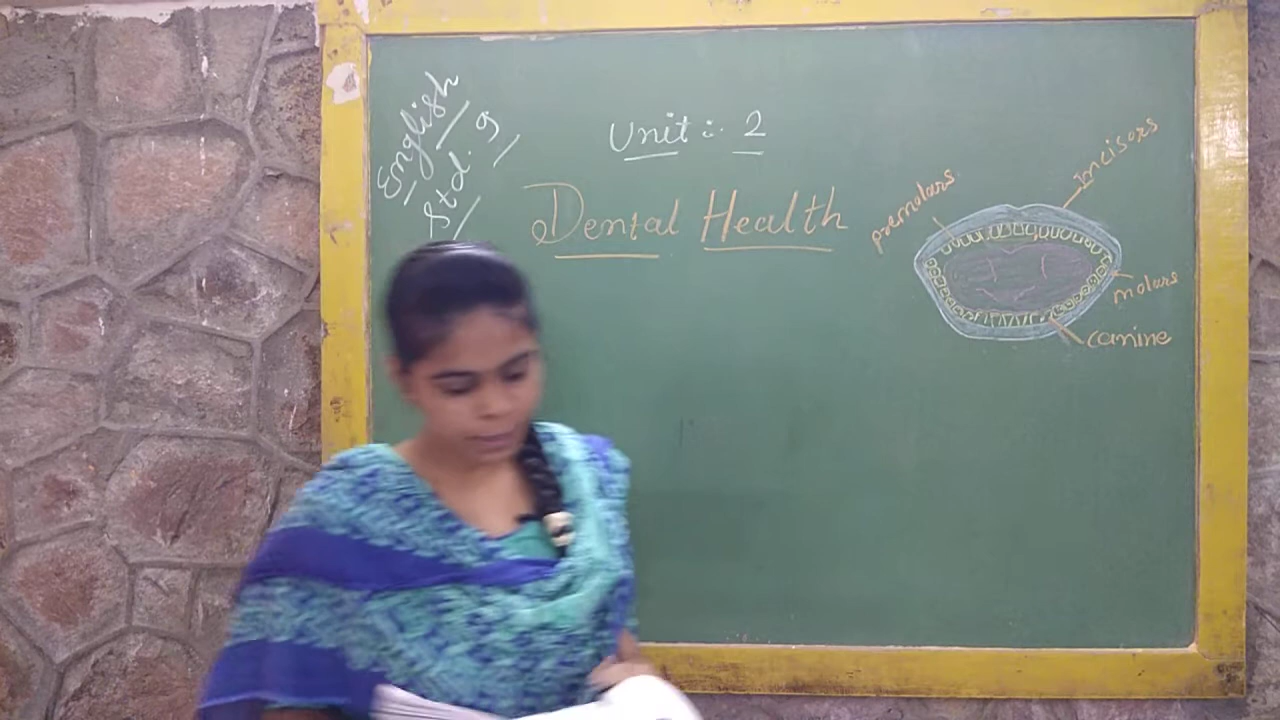 English
Std. 9
Unit : 2
Dental Health
premolars
Incisors
molars
canine